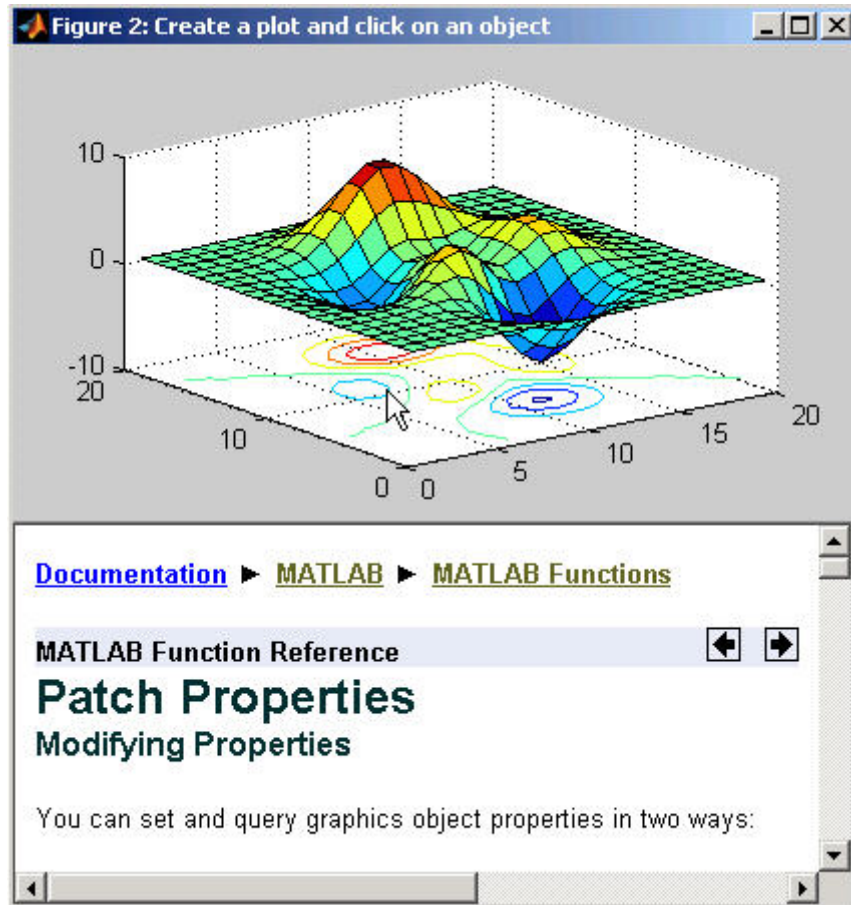 Figure 2: Create a plot and click on an object
10
0
-10
20
10
0
0
5
10
15
20
Documentation ► MATLAB ► MATLAB Functions
MATLAB Function Reference
Patch Properties
Modifying Properties
You can set and query graphics object properties in two ways: